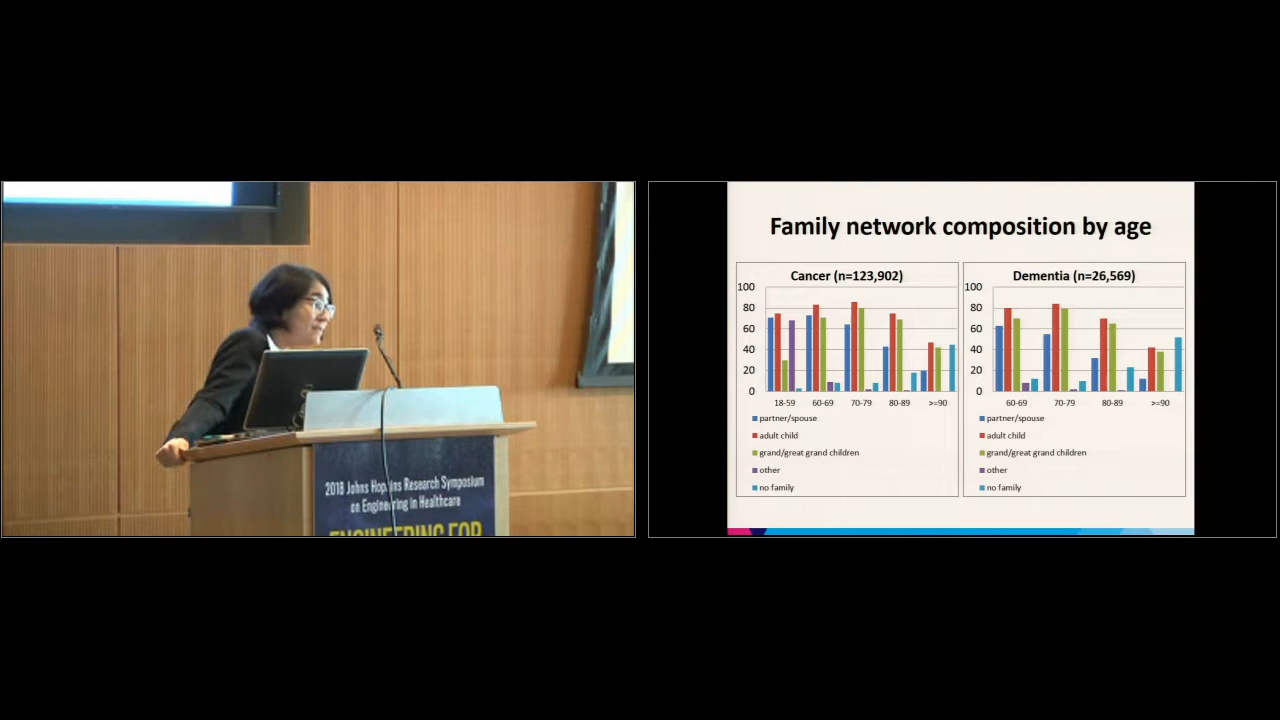 2018 Johns Hopkins Research Symposium
on Engineering in Healthcare
ENGINEERING FOR
Family network composition by age
Cancer (n=123,902)
100
80
60
40
20
0
18-59 60-69 70-79 80-89 >=90
partner/spouse
adult child
grand/great grand children
other
no family
Dementia (n=26,569)
100
80
60
40
20
0
60-69 70-79 80-89 >=90
partner/spouse
adult child
grand/great grand children
other
no family